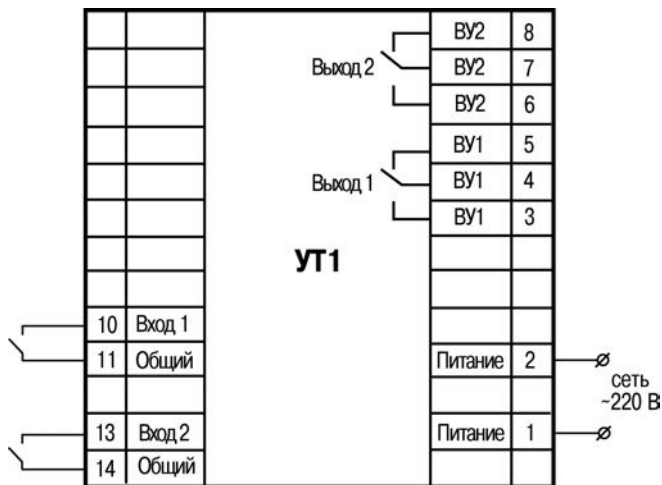 ВУ2 8
Выход 2 ВУ2 7
ВУ2 6
ВУ1 5
Выход 1 ВУ1 4
ВУ1 3
УТ1
10 Вход 1
11 Общий
Питание 2
сеть
~220 В
13 Вход 2
Питание 1
14 Общий